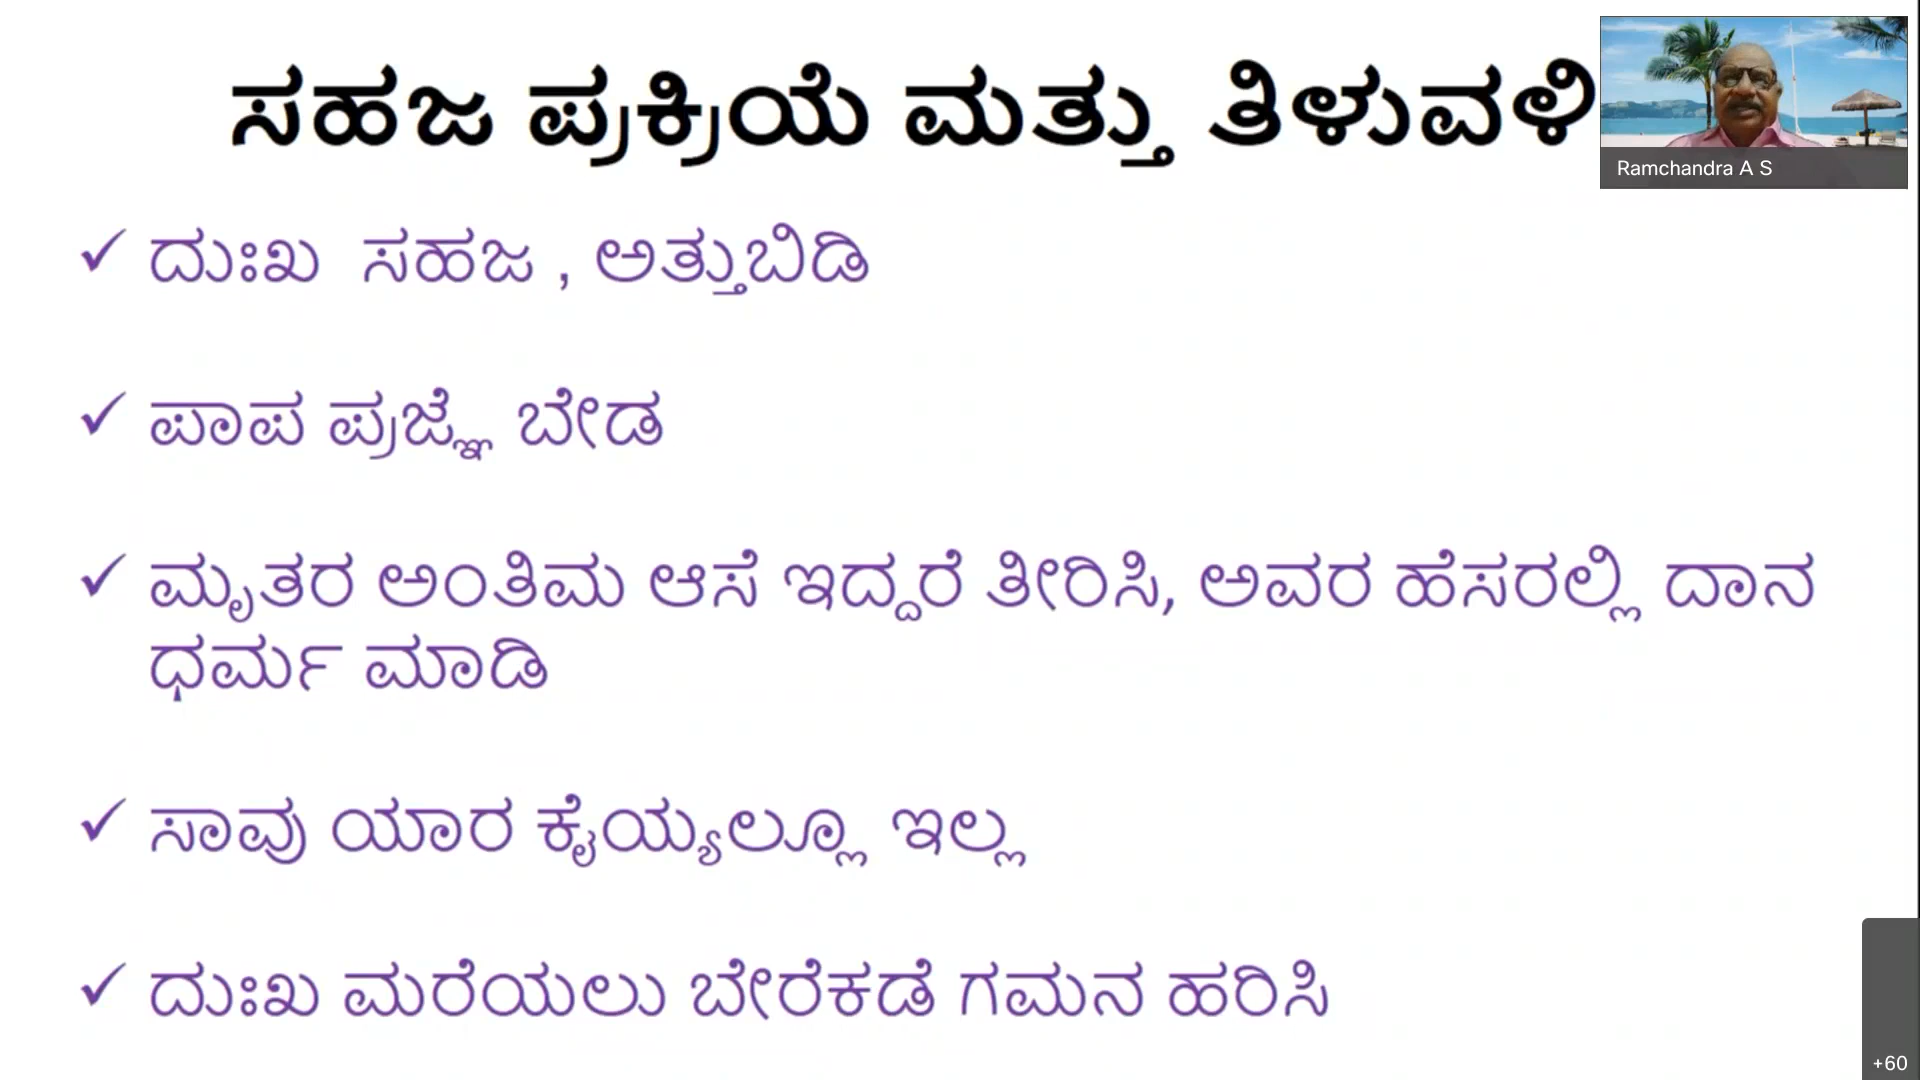 ಸಹಜ ಪ್ರಕ್ರಿಯೆ ಮತ್ತು ತಿಳುವಳಿ
Ramchandra A S
✓ ದುಃಖ ಸಹಜ , ಅತ್ತುಬಿಡಿ
✓ ಪಾಪ ಪ್ರಜ್ಞೆ ಬೇಡ
✓ ಮೃತರ ಅಂತಿಮ ಆಸೆ ಇದ್ದರೆ ತೀರಿಸಿ, ಅವರ ಹೆಸರಲ್ಲಿ ದಾನ
ಧರ್ಮ ಮಾಡಿ
✓ ಸಾವು ಯಾರ ಕೈಯ್ಯಲ್ಲೂ ಇಲ್ಲ
✓ ದುಃಖ ಮರೆಯಲು ಬೇರೆಕಡೆ ಗಮನ ಹರಿಸಿ
+60